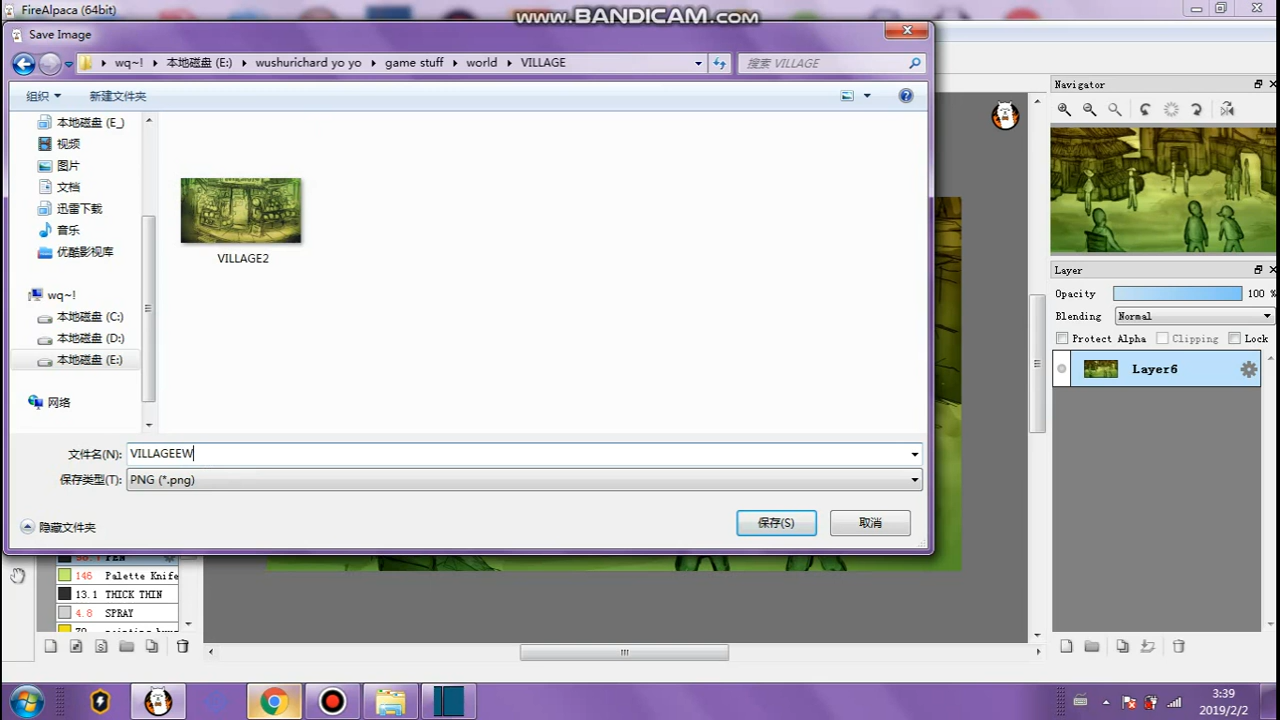 FireAlpaca (64bit)
www.BANDICAM.com
Save Image
wq~! 本地磁盘 (E:) wushurichard yo yo game stuff world VILLAGE
搜索 VILLAGE
组织 新建文件夹
本地磁盘 (E_)
视频
图片
文档
迅雷下载
音乐
优酷影视库
wq~!
本地磁盘 (C:)
本地磁盘 (D:)
本地磁盘 (E:)
网络
VILLAGE2
文件名(N): VILLAGEEW
保存类型(T): PNG (*.png)
隐藏文件夹
保存(S) 取消
Navigator
Layer
Opacity 100 %
Blending Normal
Protect Alpha Clipping Lock
Layer6
PEN
146 Palette Knife
13.1 THICK THIN
4.8 SPRAY
3:39
2019/2/2